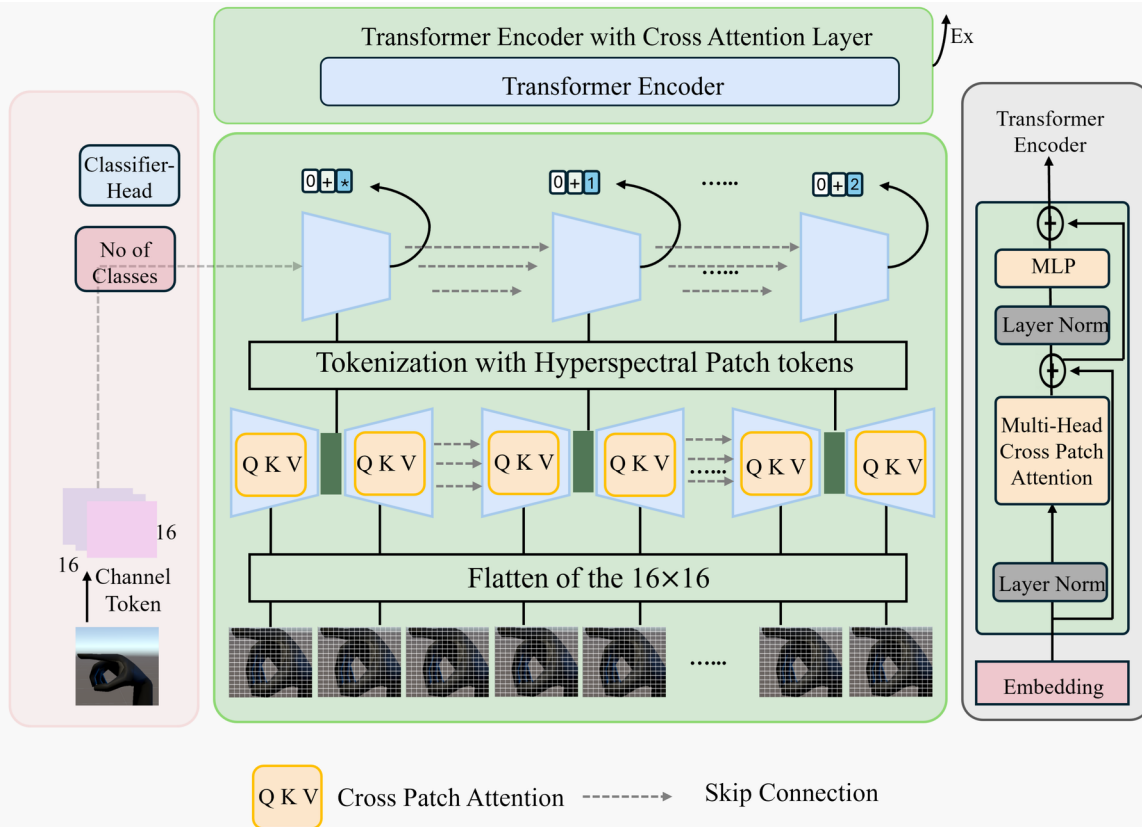 Transformer Encoder with Cross Attention Layer
Ex
Transformer Encoder
Classifier-
Head
No of
Classes
16
16
Channel
Token
0 + *
0 + 1
......
0 + 2
......
Tokenization with Hyperspectral Patch tokens
Q K V
Q K V
Q K V
Q K V
......
Q K V
Q K V
Flatten of the 16×16
......
Transformer
Encoder
+
MLP
Layer Norm
+
Multi-Head
Cross Patch
Attention
Layer Norm
Embedding
Q K V
Cross Patch Attention
Skip Connection